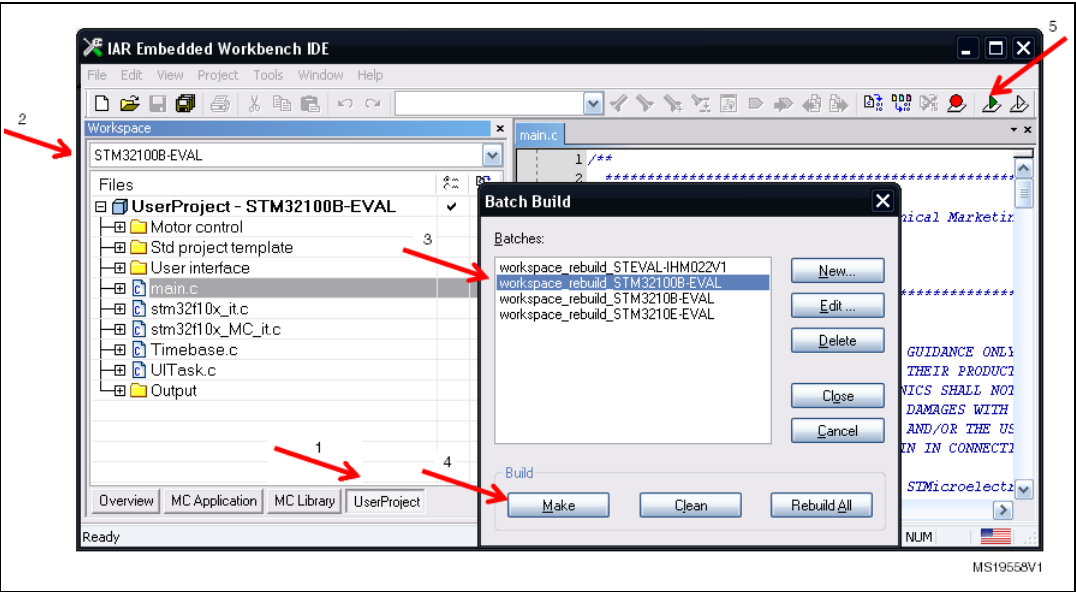 5
IAR Embedded Workbench IDE
File Edit View Project Tools Window Help
2
Workspace
main.c
STM32100B-EVAL
1 /**
2 ****************************************************
Files
UserProject - STM32100B-EVAL
Motor control
Std project template
User interface
main.c
stm32f10x_it.c
stm32f10x_MC_it.c
Timebase.c
UITask.c
Output
3
Batch Build
Batches:
workspace_rebuild_STEVAL-IHM022V1
workspace_rebuild_STM32100B-EVAL
workspace_rebuild_STM3210B-EVAL
workspace_rebuild_STM3210E-EVAL
New...
Edit ...
Delete
Close
Cancel
Build
Make Clean Rebuild All
nical Marketin
**************
GUIDANCE ONLY
THEIR PRODUCT
NICS SHALL NOT
DAMAGES WITH
AND/OR THE US
IN IN CONNECTI
STMicroelectr
1
4
Overview MC Application MC Library UserProject
Ready
NUM
MS19558V1